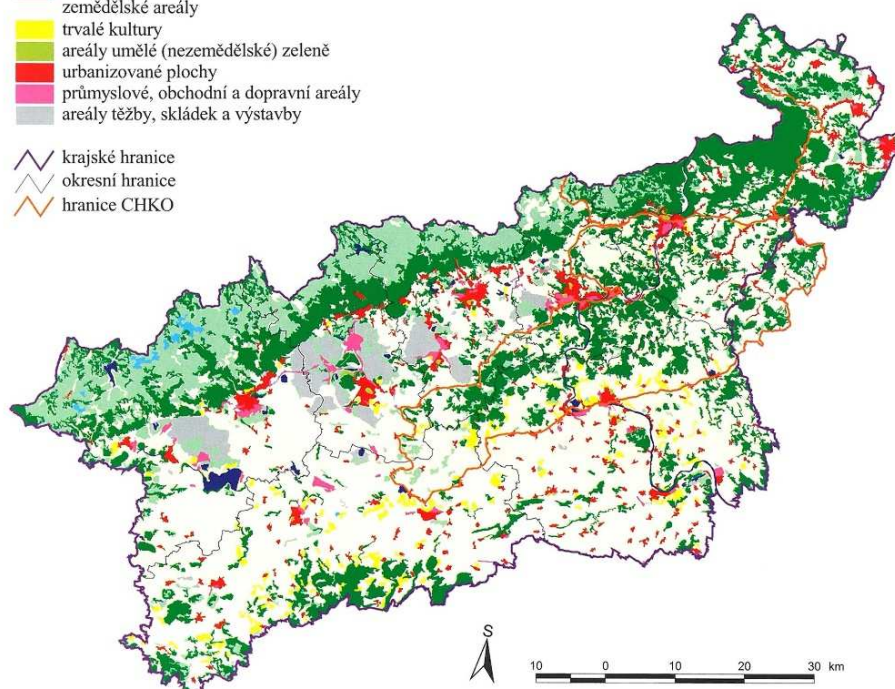 zemědělské areály
trvalé kultury
areály umělé (nezemědělské) zeleně
urbanizované plochy
průmyslové, obchodní a dopravní areály
areály těžby, skládek a výstavby
krajské hranice
okresní hranice
hranice CHKO
S
10 0 10 20 30 km